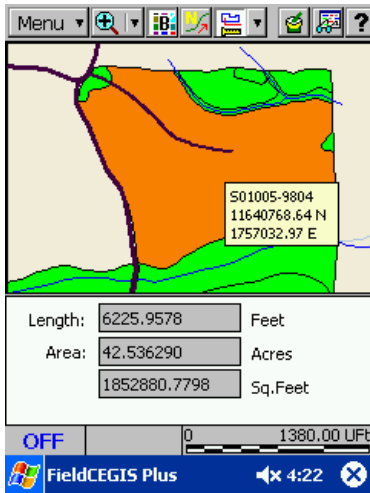 Menu
B N ?
S01005-9804
11640768.64 N
1757032.97 E
Length: 6225.9578 Feet
Area: 42.536290 Acres
1852880.7798 Sq.Feet
OFF 0 1380.00 UFt
FieldCEGIS Plus 4:22